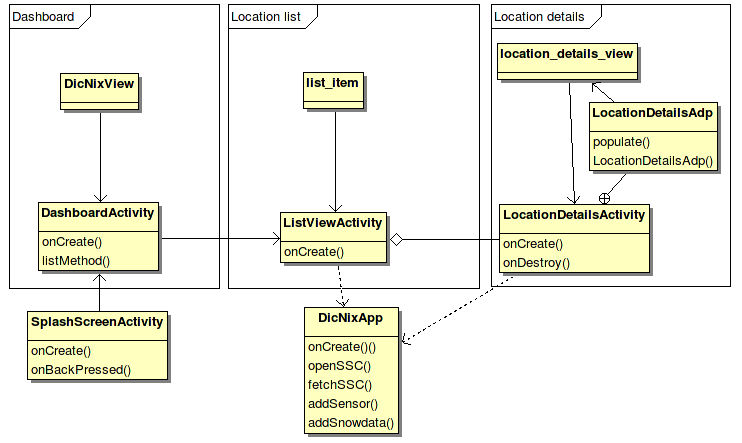 Dashboard
DicNixView
DashboardActivity
onCreate()
listMethod()
SplashScreenActivity
onCreate()
onBackPressed()
Location list
list_item
ListViewActivity
onCreate()
DicNixApp
onCreate()()
openSSC()
fetchSSC()
addSensor()
addSnowdata()
Location details
location_details_view
LocationDetailsAdp
populate()
LocationDetailsAdp()
LocationDetailsActivity
onCreate()
onDestroy()